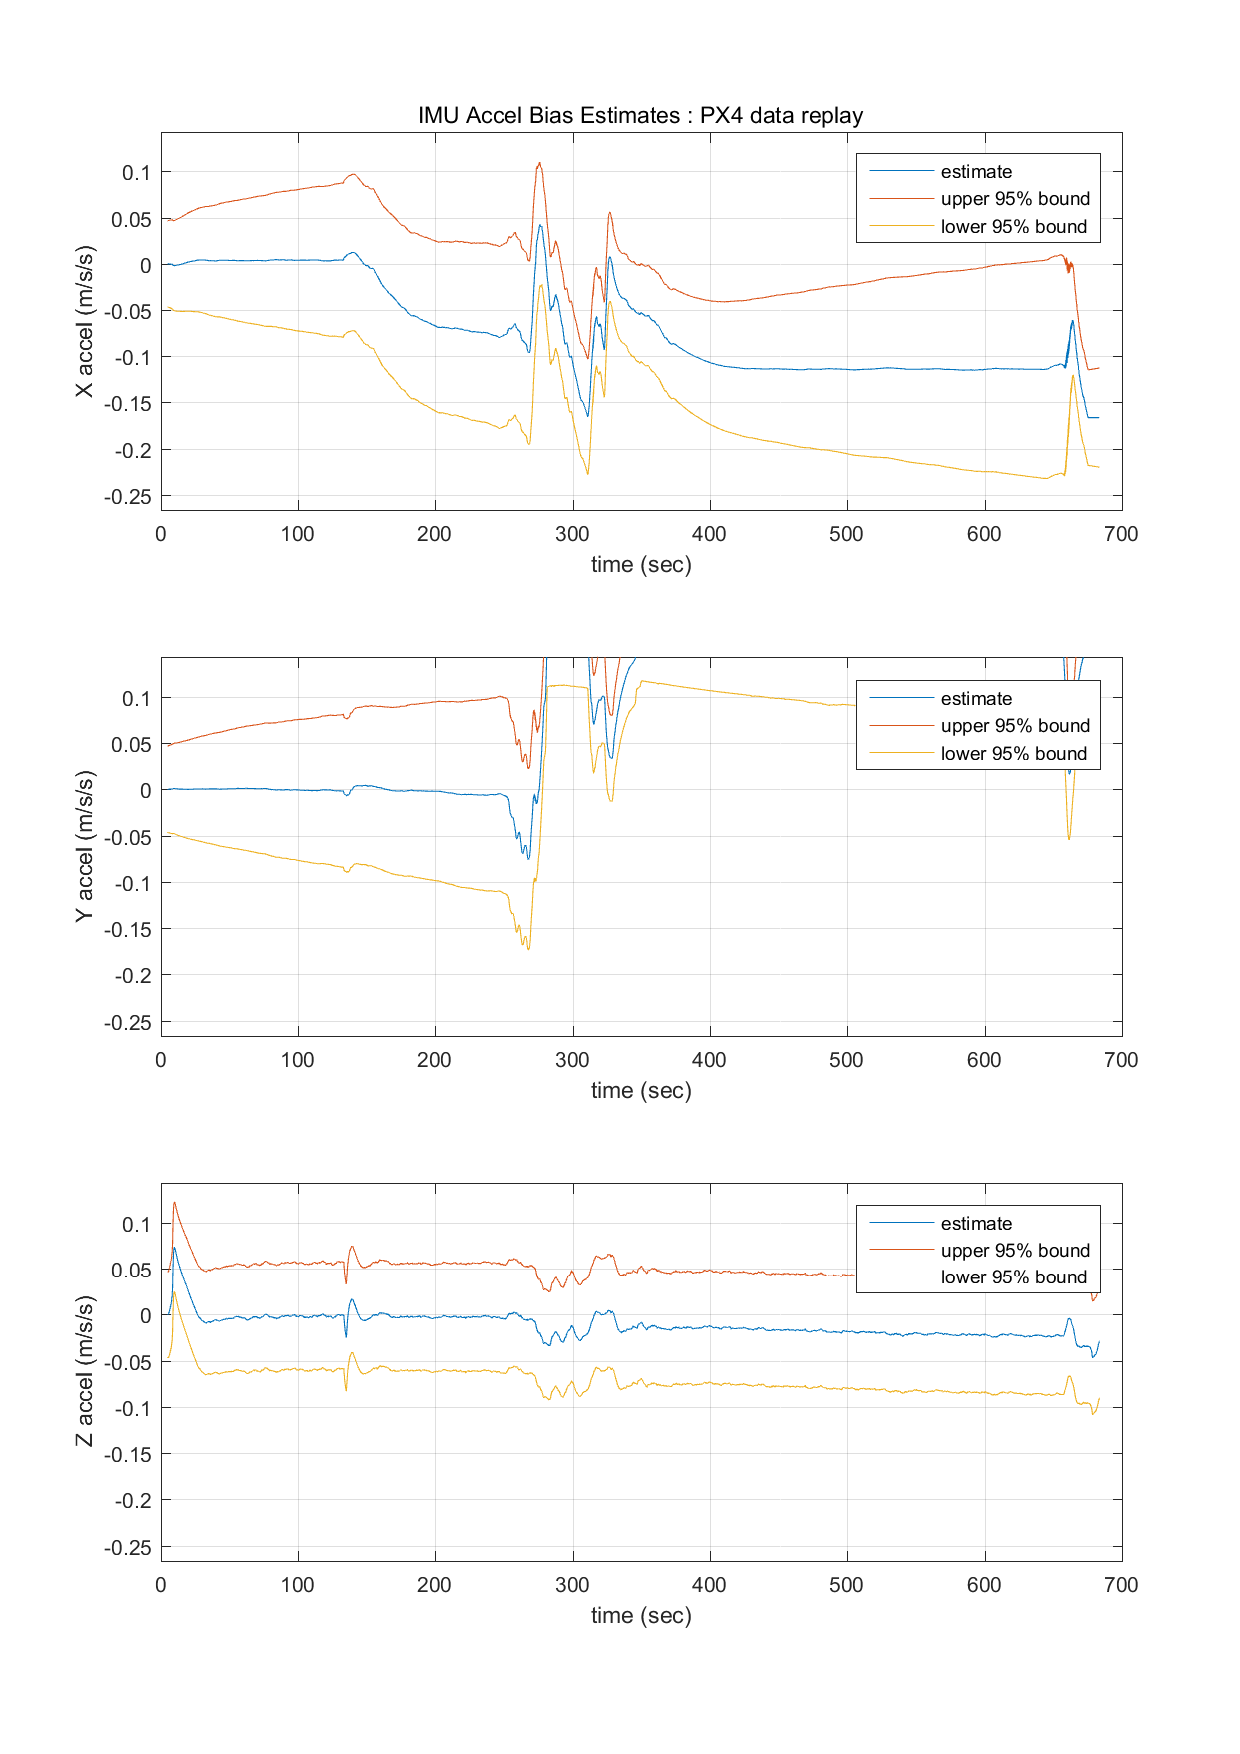 IMU Accel Bias Estimates : PX4 data replay
X accel (m/s/s)
0.1
0.05
0
-0.05
-0.1
-0.15
-0.2
-0.25
estimate
upper 95% bound
lower 95% bound
0 100 200 300 400 500 600 700
time (sec)
Y accel (m/s/s)
0.1
0.05
0
-0.05
-0.1
-0.15
-0.2
-0.25
estimate
upper 95% bound
lower 95% bound
0 100 200 300 400 500 600 700
time (sec)
Z accel (m/s/s)
0.1
0.05
0
-0.05
-0.1
-0.15
-0.2
-0.25
estimate
upper 95% bound
lower 95% bound
0 100 200 300 400 500 600 700
time (sec)